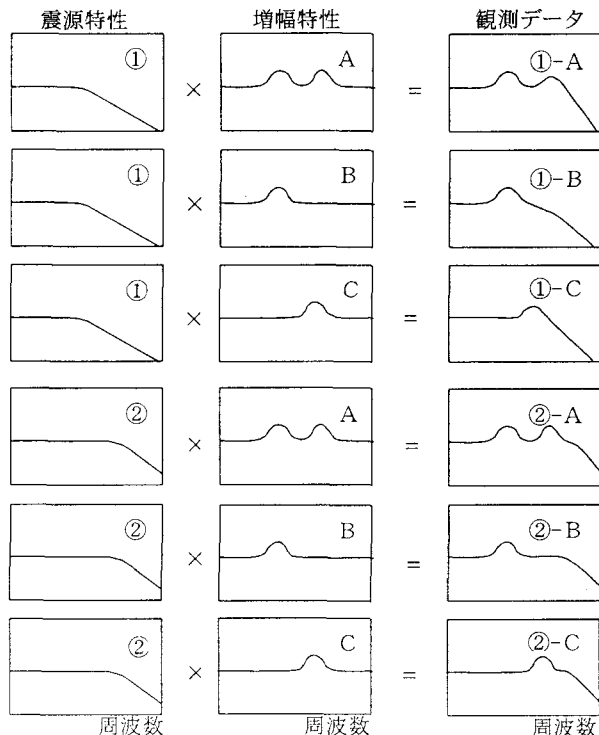 震源特性 増幅特性 観測データ
① × A = ①-A
① × B = ①-B
① × C = ①-C
② × A = ②-A
② × B = ②-B
② × C = ②-C
周波数 周波数 周波数